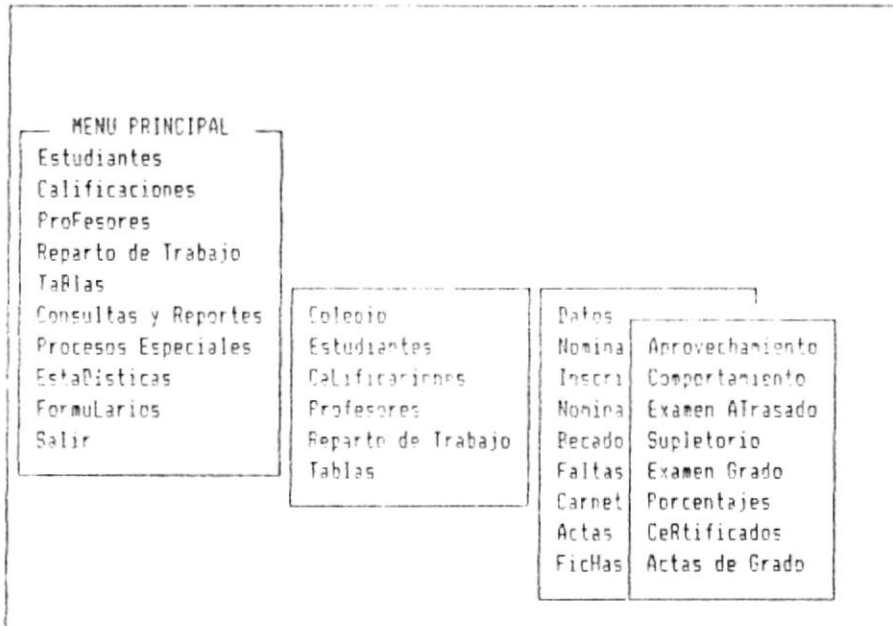 MENU PRINCIPAL
Estudiantes
Calificaciones
ProFesores
Reparto de Trabajo
TaBlas
Consultas y Reportes
Procesos Especiales
EstaDisticas
FormuLarios
Salir
Colegio
Estudiantes
CaLificaciones
Profesores
Reparto de Trabajo
Tablas
Datos
Nomina
Inscri
Nomina
Becado
Faltas
Carnet
Actas
FicHas
Aprovechamiento
Comportamiento
Examen ATrasado
Supletorio
Examen Grado
Porcentajes
CeRtificados
Actas de Grado